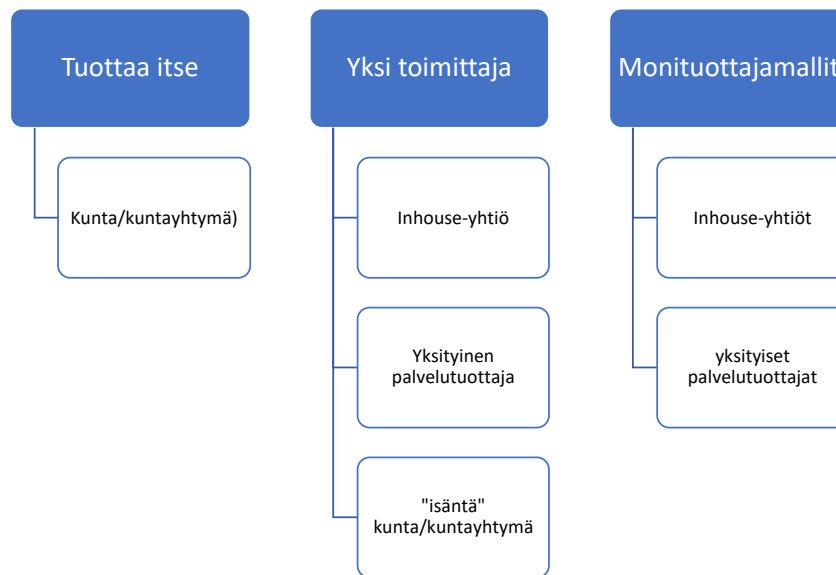 Tuottaa itse
Kunta/kuntayhtymä)
Yksi toimittaja
Inhouse-yhtiö
Yksityinen
palvelutuottaja
"isäntä"
kunta/kuntayhtymä
Monituottajamallit
Inhouse-yhtiöt
yksityiset
palvelutuottajat